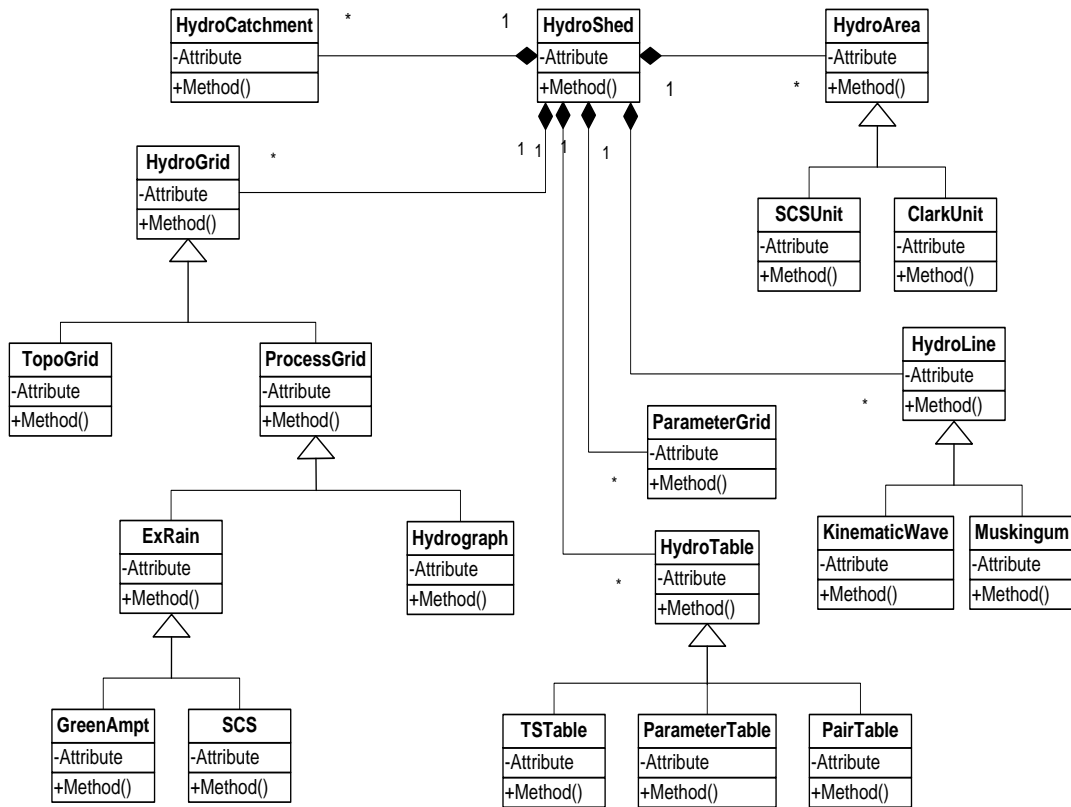 HydroCatchment
-Attribute
+Method()
*
1
HydroShed
-Attribute
+Method()
1
*
HydroArea
-Attribute
+Method()
HydroGrid
-Attribute
+Method()
*
1
1
1
1
SCSUnit
-Attribute
+Method()
ClarkUnit
-Attribute
+Method()
TopoGrid
-Attribute
+Method()
ProcessGrid
-Attribute
+Method()
HydroLine
-Attribute
+Method()
*
ParameterGrid
-Attribute
+Method()
*
ExRain
-Attribute
+Method()
Hydrograph
-Attribute
+Method()
HydroTable
-Attribute
+Method()
*
KinematicWave
-Attribute
+Method()
Muskingum
-Attribute
+Method()
GreenAmpt
-Attribute
+Method()
SCS
-Attribute
+Method()
TSTable
-Attribute
+Method()
ParameterTable
-Attribute
+Method()
PairTable
-Attribute
+Method()